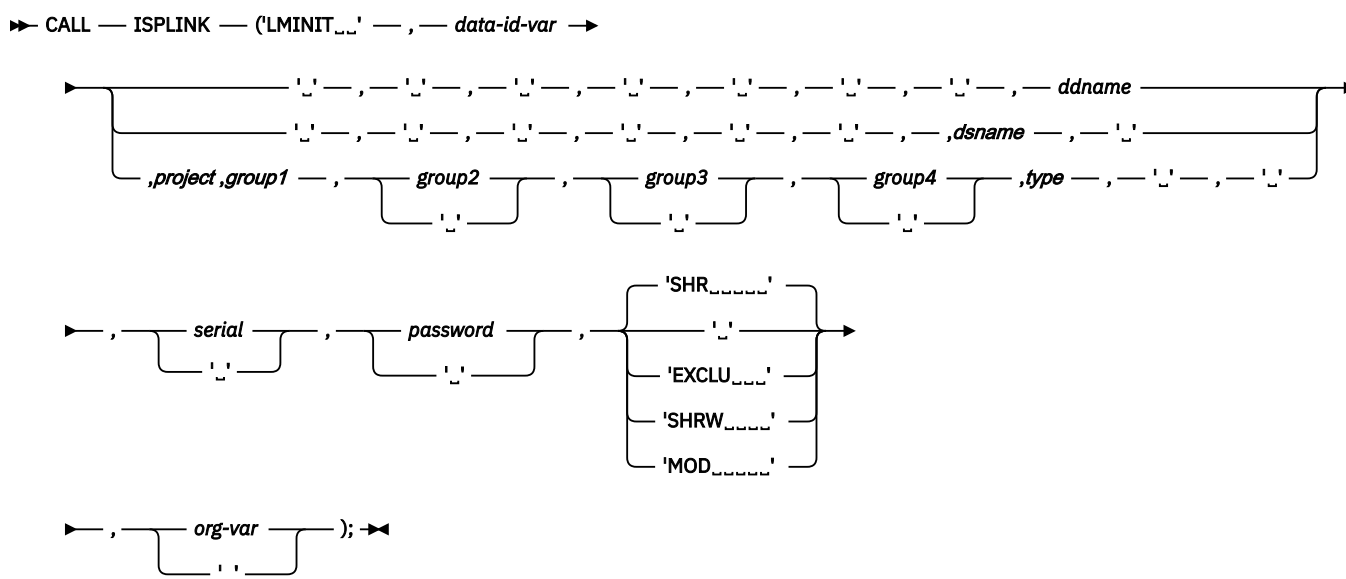 CALL ISPLINK ('LMINIT␣␣' , data-id-var
'␣' , '␣' , '␣' , '␣' , '␣' , '␣' , '␣' , ddname
'␣' , '␣' , '␣' , '␣' , '␣' , '␣' , ,dsname , '␣'
,project ,group1 , group2 , group3 , group4 ,type , '␣' , '␣'
'␣' '␣' '␣'
'SHR␣␣␣␣␣'
, serial , password , '␣'
'␣' '␣' 'EXCLU␣␣␣'
'SHRW␣␣␣␣'
'MOD␣␣␣␣␣'
, org-var );
' '